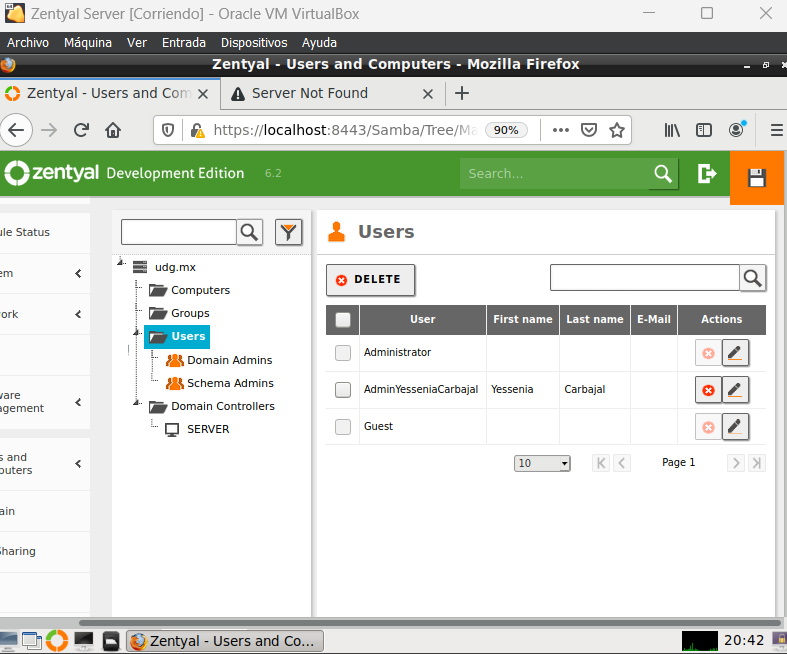 Zentyal Server [Corriendo] - Oracle VM VirtualBox
Archivo Máquina Ver Entrada Dispositivos Ayuda
Zentyal - Users and Computers - Mozilla Firefox
Zentyal - Users and Com
Server Not Found
https://localhost:8443/Samba/Tree/Ma
90%
zentyal Development Edition 6.2
Search...
ule Status
em
ork
ware
agement
s and
puters
ain
Sharing
udg.mx
Computers
Groups
Users
Domain Admins
Schema Admins
Domain Controllers
SERVER
Users
DELETE
User First name Last name E-Mail Actions
Administrator
AdminYesseniaCarbajal Yessenia Carbajal
Guest
10 Page 1
Zentyal - Users and Co...
20:42